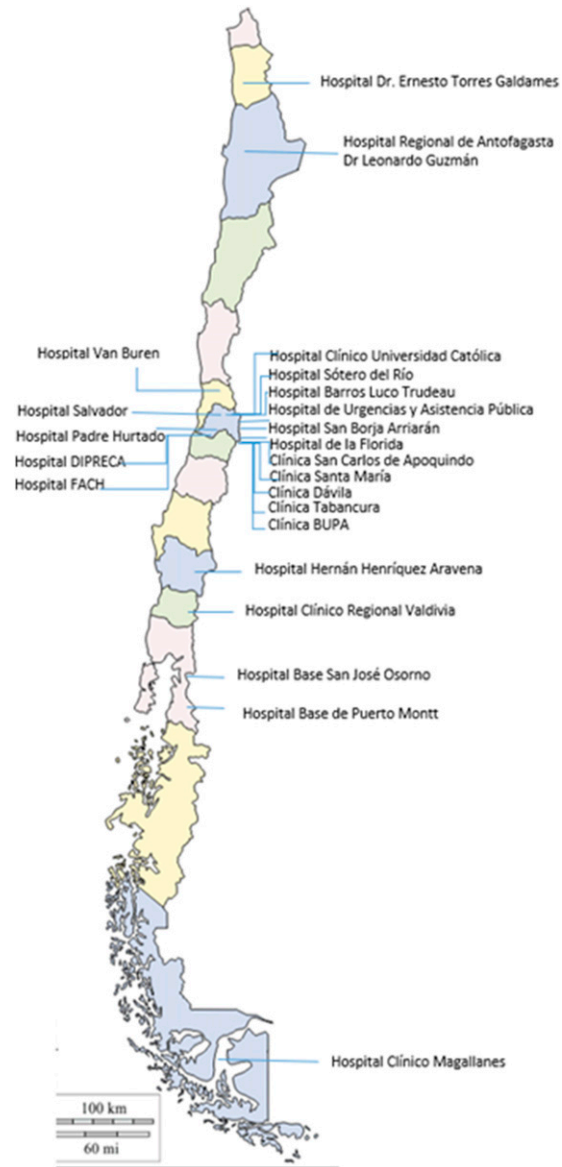 Hospital Dr. Ernesto Torres Galdames
Hospital Regional de Antofagasta
Dr Leonardo Guzmán
Hospital Van Buren
Hospital Salvador
Hospital Padre Hurtado
Hospital DIPRECA
Hospital FACH
Hospital Clínico Universidad Católica
Hospital Sótero del Río
Hospital Barros Luco Trudeau
Hospital de Urgencias y Asistencia Pública
Hospital San Borja Arriarán
Hospital de la Florida
Clínica San Carlos de Apoquindo
Clínica Santa María
Clínica Dávila
Clínica Tabancura
Clínica BUPA
Hospital Hernán Henríquez Aravena
Hospital Clínico Regional Valdivia
Hospital Base San José Osorno
Hospital Base de Puerto Montt
Hospital Clínico Magallanes
100 km
60 mi